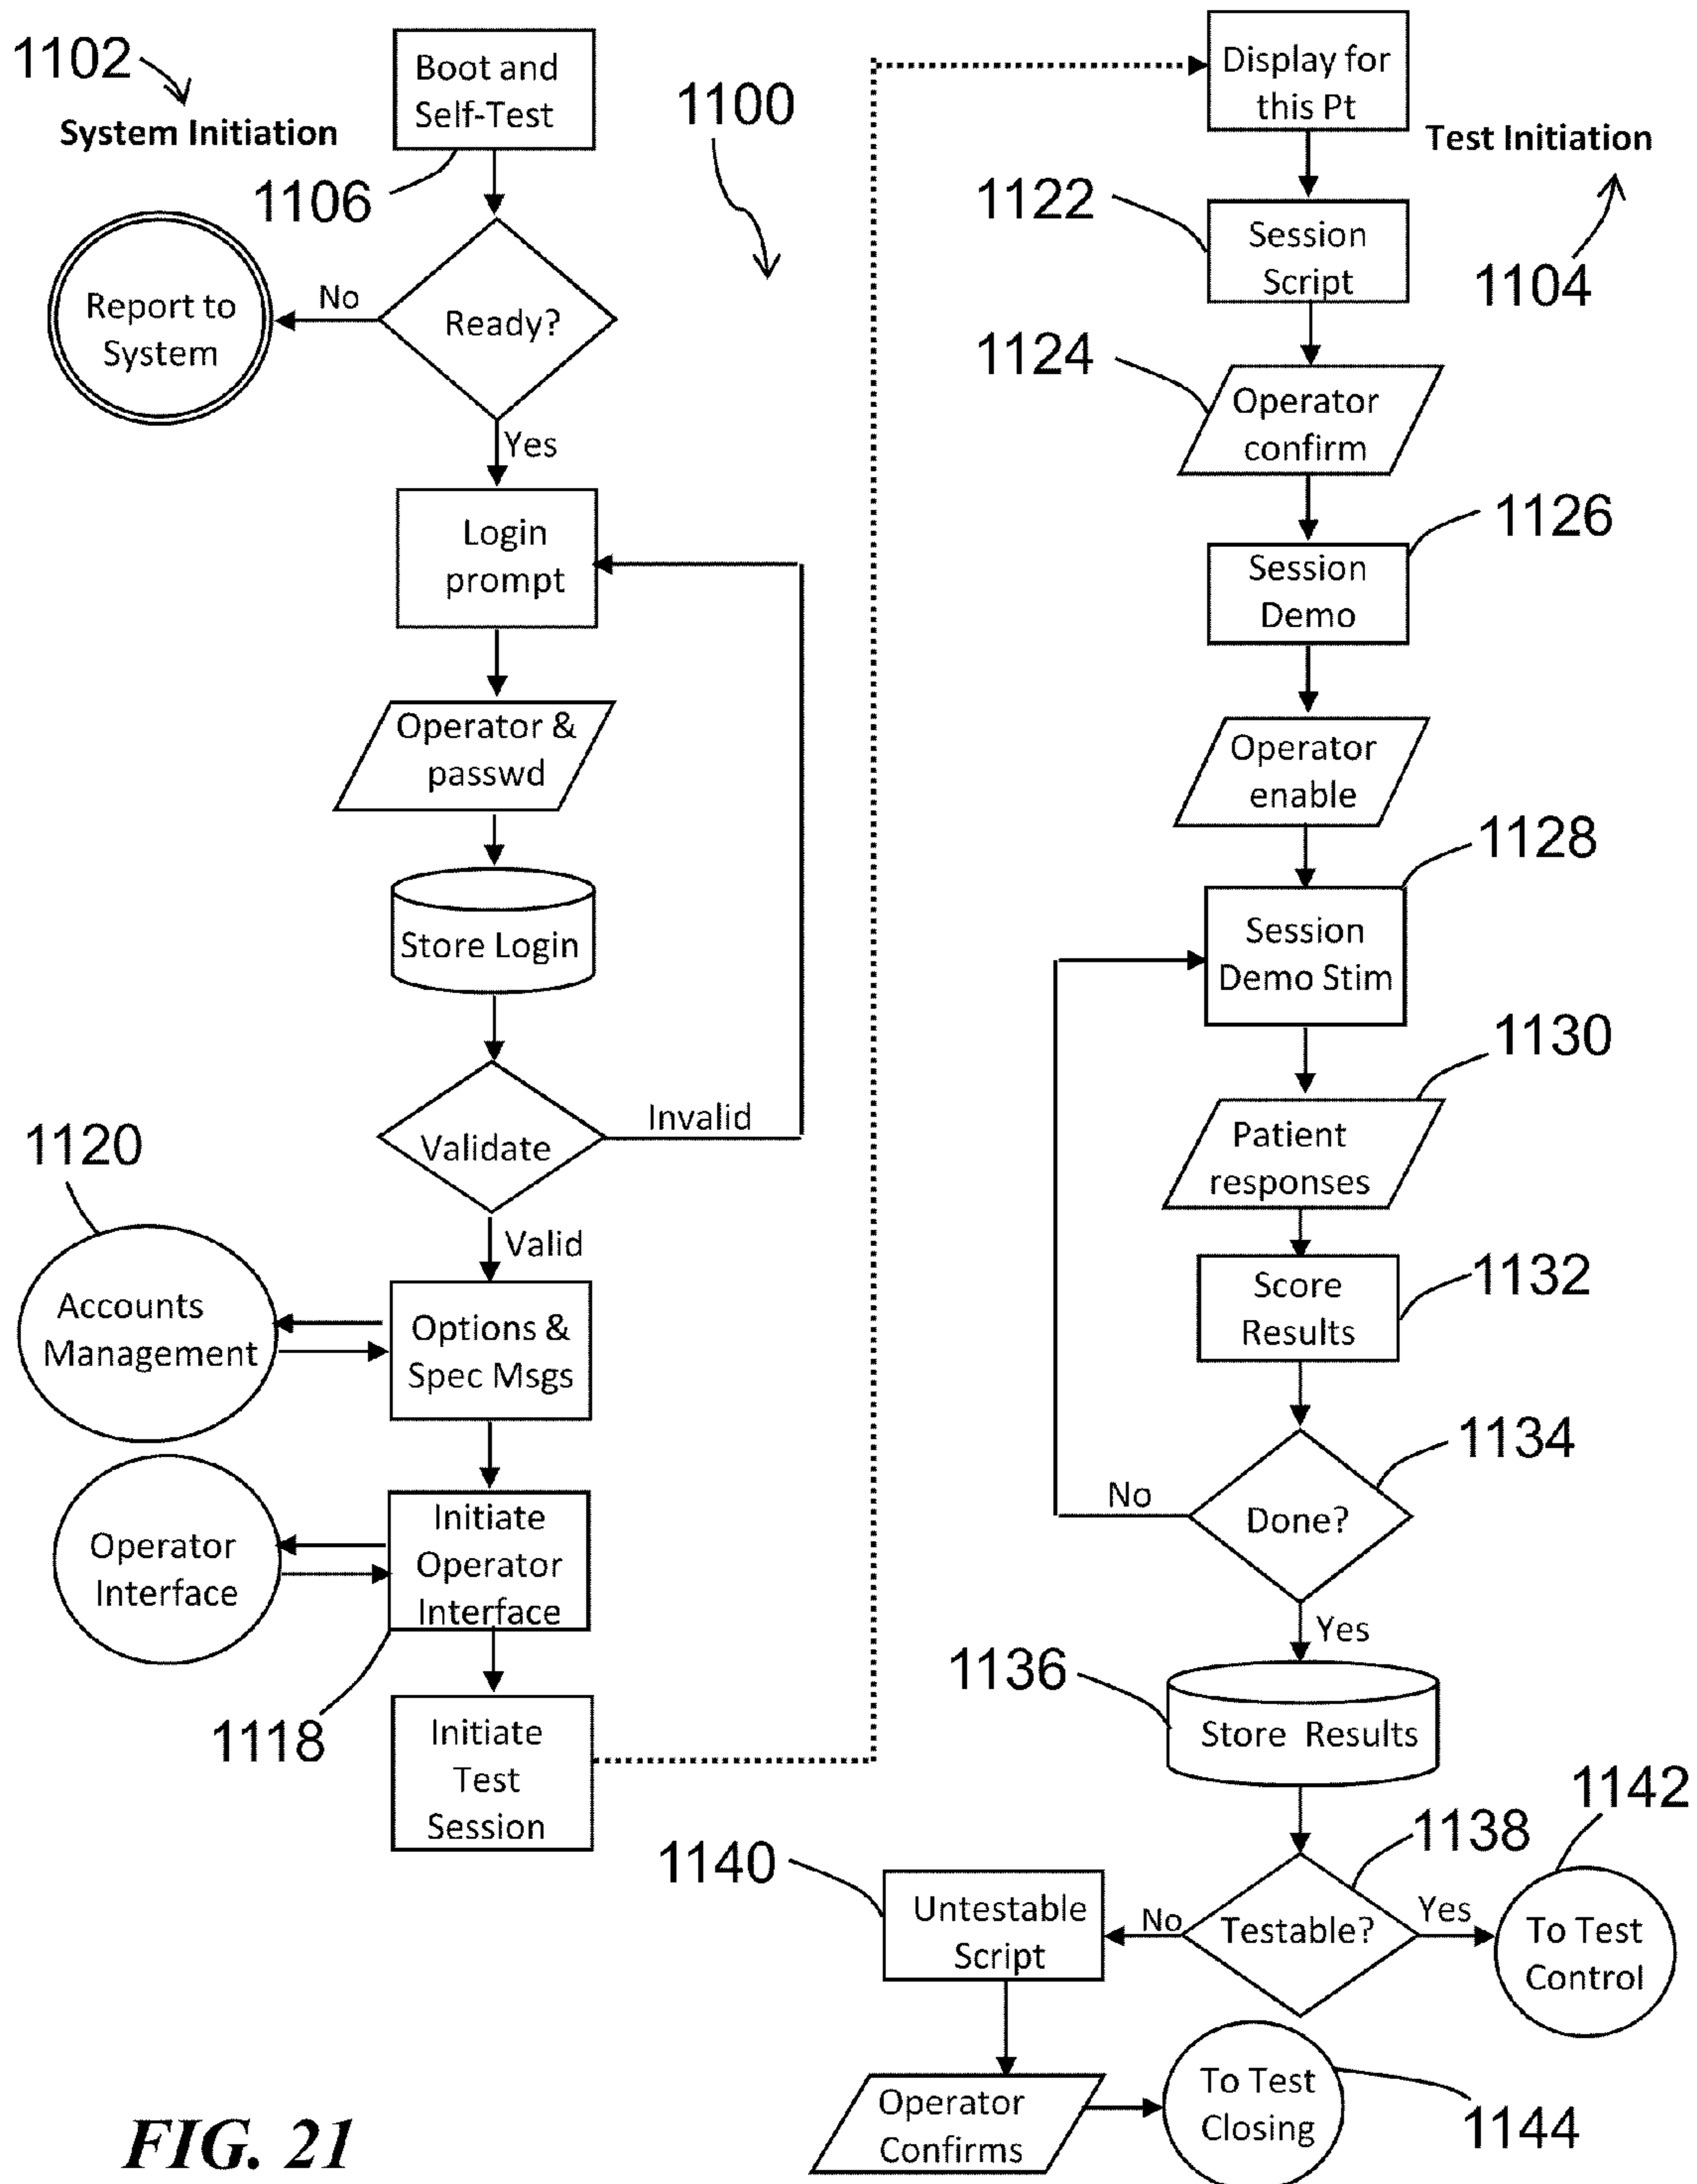 1102
System Initiation
Boot and
Self-Test
1106
1100
Report to
System
No
Ready?
Yes
Login
prompt
Operator &
passwd
Store Login
Validate
Invalid
Valid
1120
Accounts
Management
Options &
Spec Msgs
Operator
Interface
Initiate
Operator
Interface
1118
Initiate
Test
Session
Display for
this Pt
Test Initiation
1104
1122
Session
Script
1124
Operator
confirm
1126
Session
Demo
Operator
enable
1128
Session
Demo Stim
1130
Patient
responses
1132
Score
Results
1134
Done?
No
Yes
1136
Store Results
1138
1142
Testable?
Yes
To Test
Control
No
1140
Untestable
Script
Operator
Confirms
To Test
Closing
1144
FIG. 21